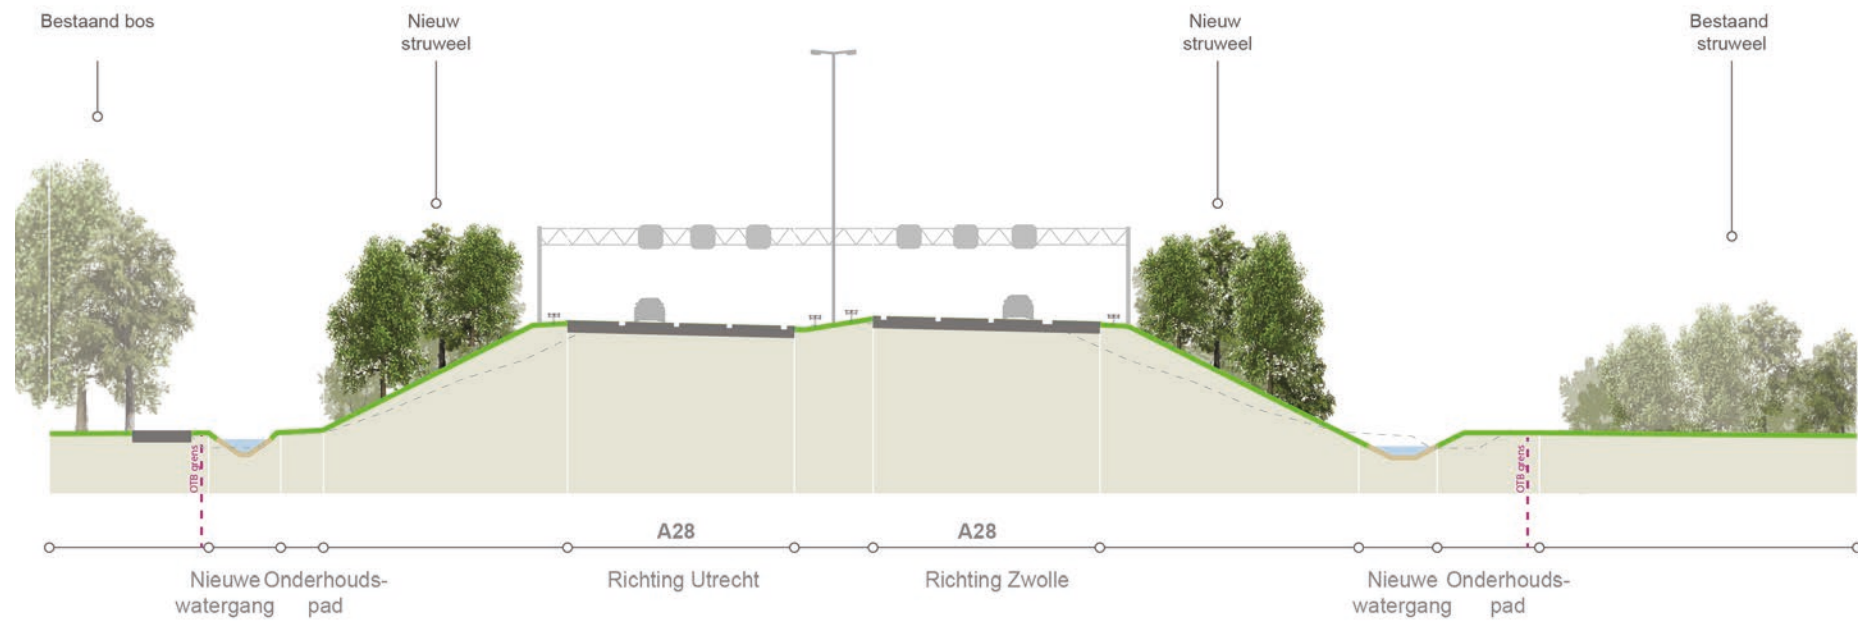 Bestaand bos
Nieuw
struweel
Nieuw
struweel
Bestaand
struweel
OTB grens
OTB grens
A28
A28
Nieuwe
watergang
Onderhouds-
pad
Richting Utrecht
Richting Zwolle
Nieuwe
watergang
Onderhouds-
pad